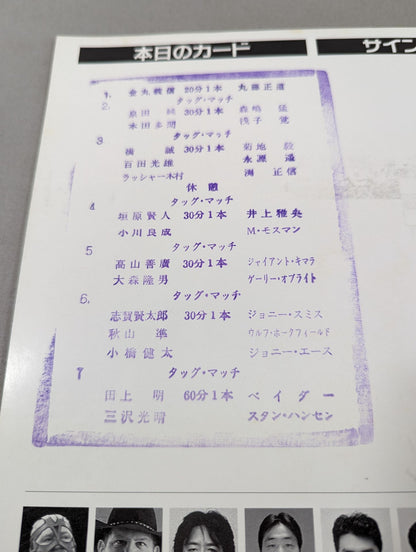 本日のカード
サイン
1. 金丸義信 20分1本 丸藤正道
2. タッグ・マッチ
原田 30分1本 森嶋 猛
本田多聞 浅子 覚
3 タッグ・マッチ
橘 誠 30分1本 菊地 毅
百田光雄 永源 遙
ラッシャー木村 渕 正信
休憩
4 タッグ・マッチ
垣原賢人 30分1本 井上雅央
小川良成 M・モスマン
5 タッグ・マッチ
高山善廣 30分1本 ジャイアント・キマラ
大森隆男 ゲーリー・オブライト
6. タッグ・マッチ
志賀賢太郎 30分1本 ジョニー・スミス
秋山 準 ウルフ・ホークフィールド
小橋健太 ジョニー・エース
7 タッグ・マッチ
田上 明 60分1本 ベイダー
三沢光晴 スタン・ハンセン